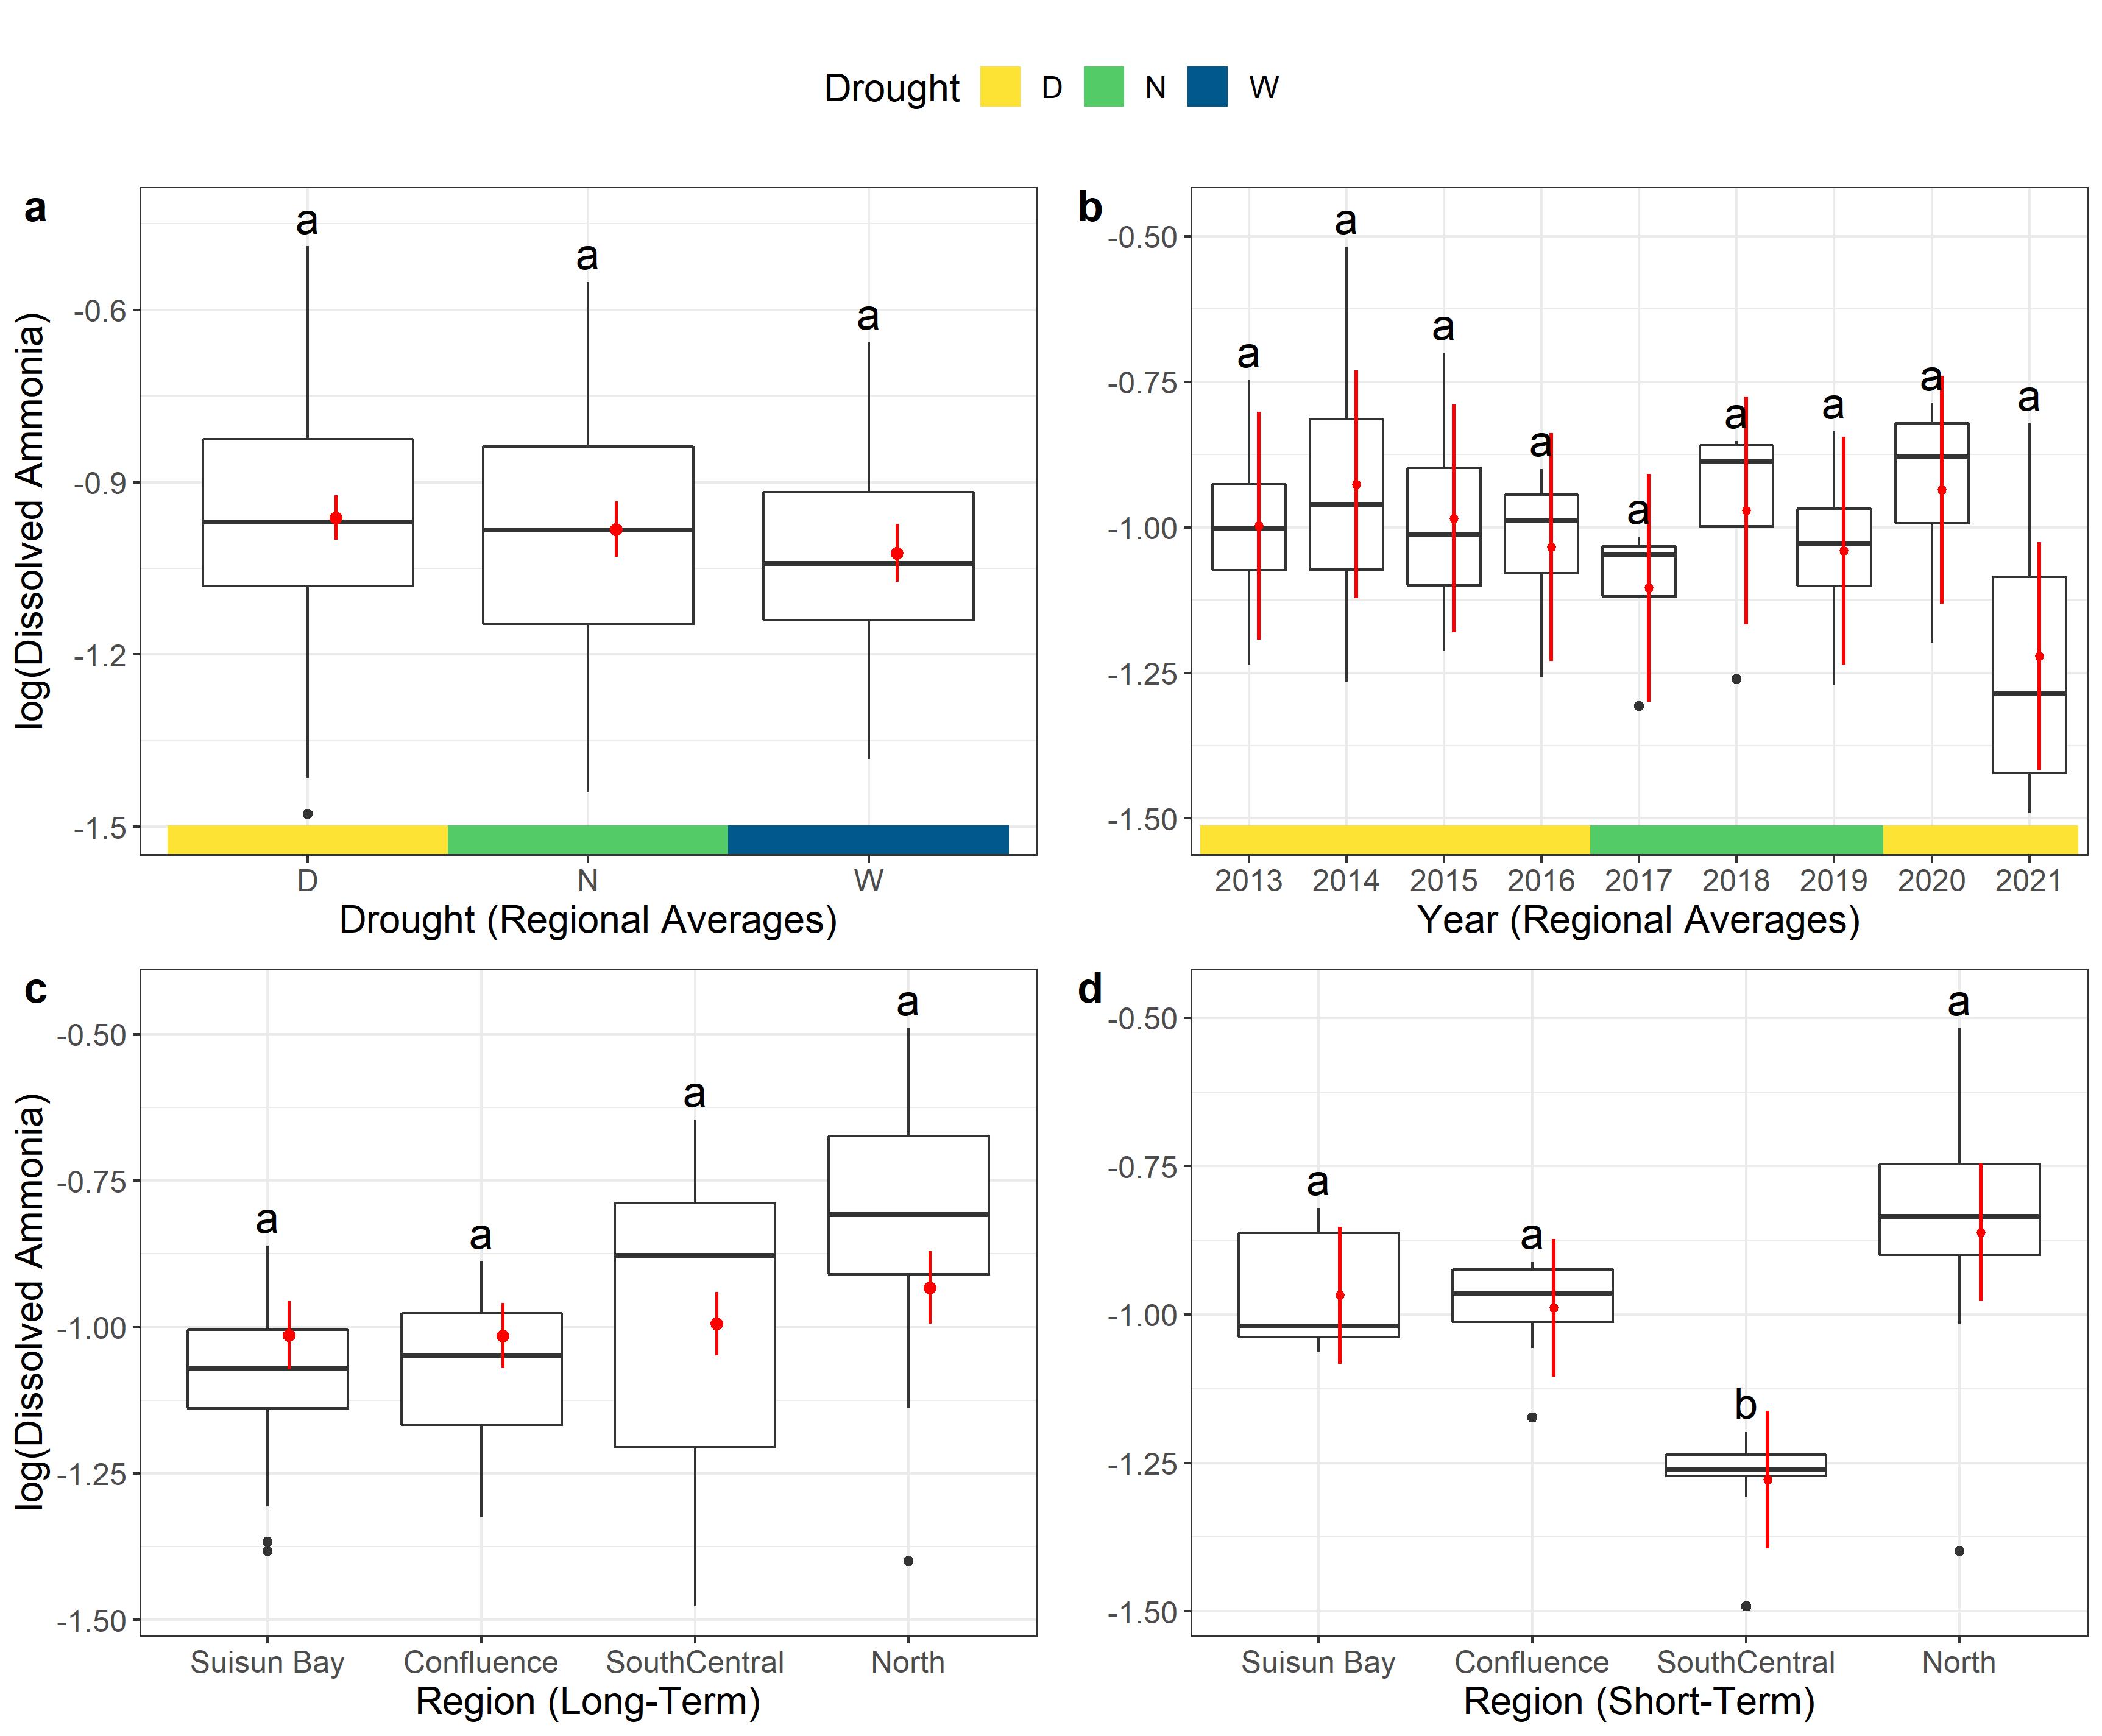 Drought D N W
a
a
a
a
log(Dissolved Ammonia)
-0.6
-0.9
-1.2
-1.5
D N W
Drought (Regional Averages)
b
a
a
a
a
a
a
a
a
a
-0.50
-0.75
-1.00
-1.25
-1.50
2013 2014 2015 2016 2017 2018 2019 2020 2021
Year (Regional Averages)
c
a
a
a
a
log(Dissolved Ammonia)
-0.50
-0.75
-1.00
-1.25
-1.50
Suisun Bay Confluence SouthCentral North
Region (Long-Term)
d
a
a
b
a
-0.50
-0.75
-1.00
-1.25
-1.50
Suisun Bay Confluence SouthCentral North
Region (Short-Term)